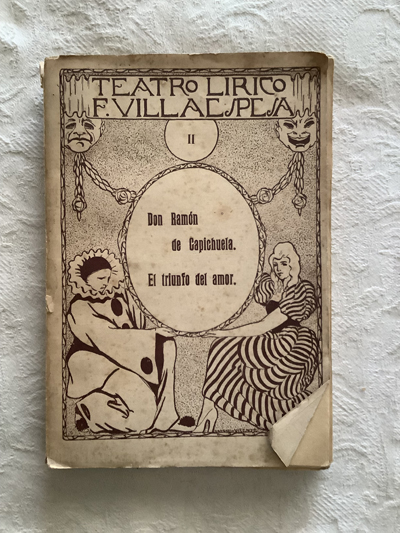 TEATRO LIRICO
F. VILLAESPESA
II
Don Ramón
de Capichuela.
El triunfo del amor.